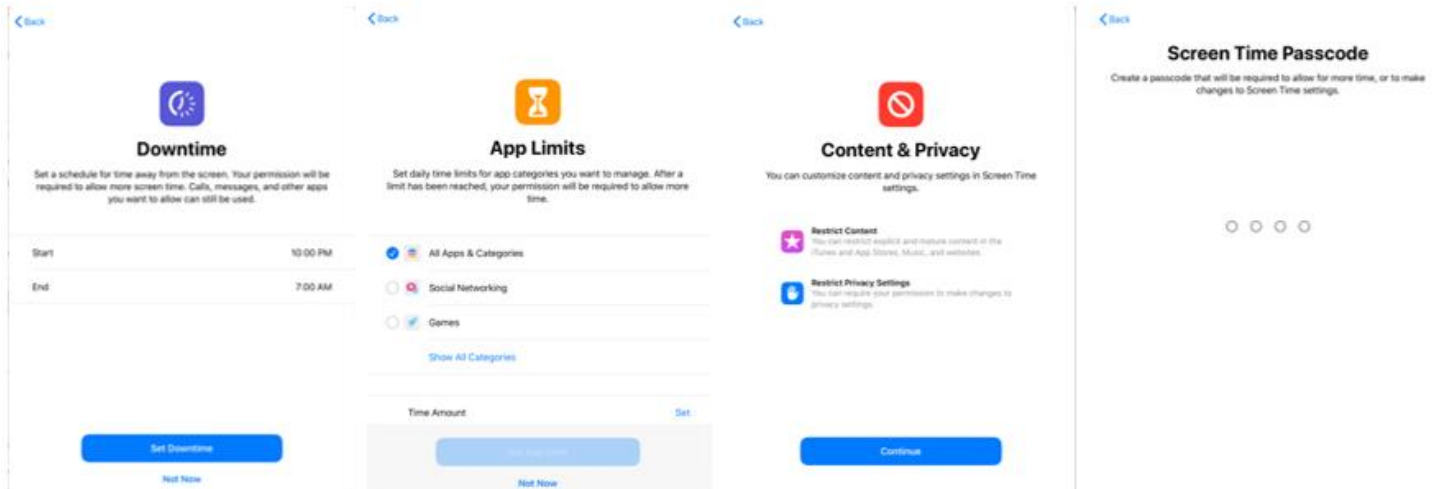 Back
Downtime
Set a schedule for time away from the screen. Your permission will be
required to allow more screen time. Calls, messages, and other apps
you want to allow can still be used.
Start 10:00 PM
End 7:00 AM
Set Downtime
Not Now
Back
App Limits
Set daily time limits for app categories you want to manage. After a
limit has been reached, your permission will be required to allow more
time.
All Apps & Categories
Social Networking
Games
Show All Categories
Time Amount Set
Not Now
Back
Content & Privacy
You can customize content and privacy settings in Screen Time
settings.
Restrict Content
You can restrict explicit and mature content in the
iTunes and App Stores, Music, and websites.
Restrict Privacy Settings
You can require your permission to make changes to
privacy settings.
Continue
Back
Screen Time Passcode
Create a passcode that will be required to allow for more time, or to make
changes to Screen Time settings.